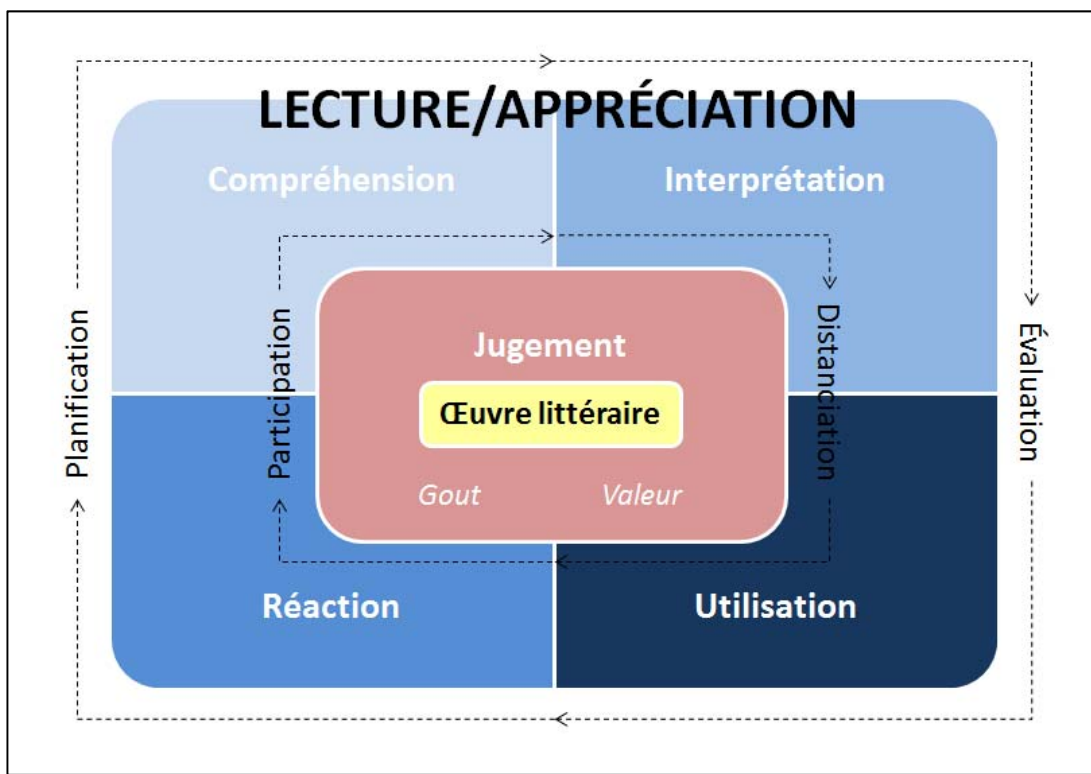 LECTURE/APPRÉCIATION
Compréhension
Interprétation
Planification
Participation
Jugement
Œuvre littéraire
Gout
Valeur
Distanciation
Évaluation
Réaction
Utilisation